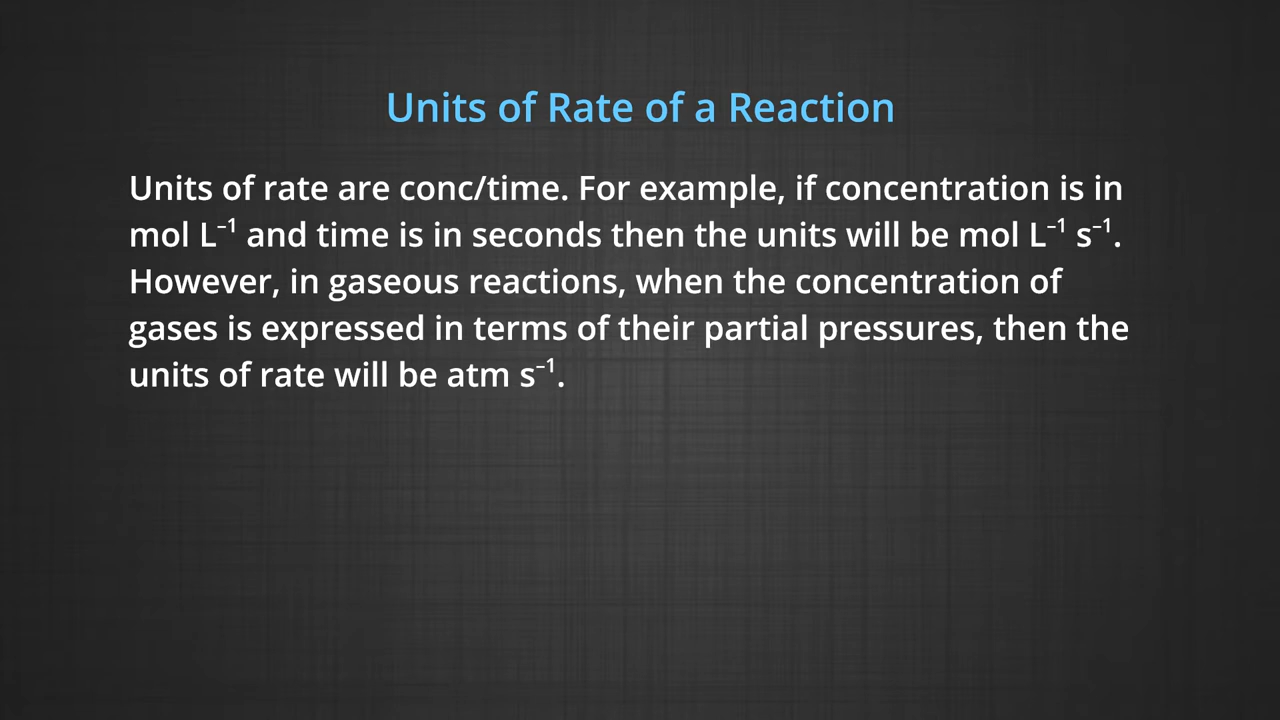 Units of Rate of a Reaction
Units of rate are conc/time. For example, if concentration is in
mol L⁻¹ and time is in seconds then the units will be mol L⁻¹ s⁻¹.
However, in gaseous reactions, when the concentration of
gases is expressed in terms of their partial pressures, then the
units of rate will be atm s⁻¹.